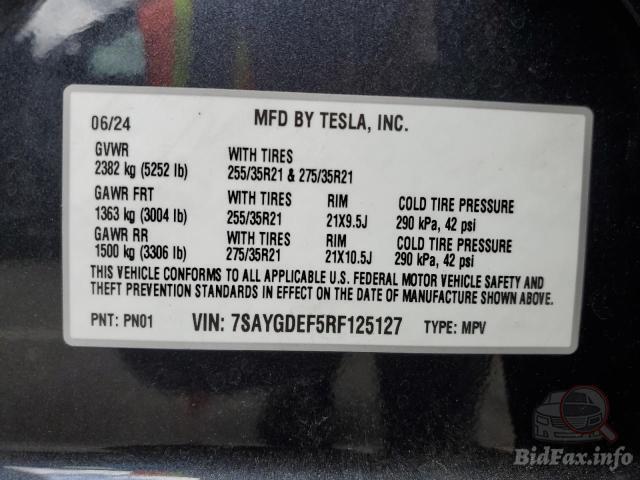 06/24 MFD BY TESLA, INC.
GVWR WITH TIRES
2382 kg (5252 lb) 255/35R21 & 275/35R21
GAWR FRT WITH TIRES RIM COLD TIRE PRESSURE
1363 kg (3004 lb) 255/35R21 21X9.5J 290 kPa, 42 psi
GAWR RR WITH TIRES RIM COLD TIRE PRESSURE
1500 kg (3306 lb) 275/35R21 21X10.5J 290 kPa, 42 psi
THIS VEHICLE CONFORMS TO ALL APPLICABLE U.S. FEDERAL MOTOR VEHICLE SAFETY AND
THEFT PREVENTION STANDARDS IN EFFECT ON THE DATE OF MANUFACTURE SHOWN ABOVE.
PNT: PN01 VIN: 7SAYGDEF5RF125127 TYPE: MPV
BidFax.info